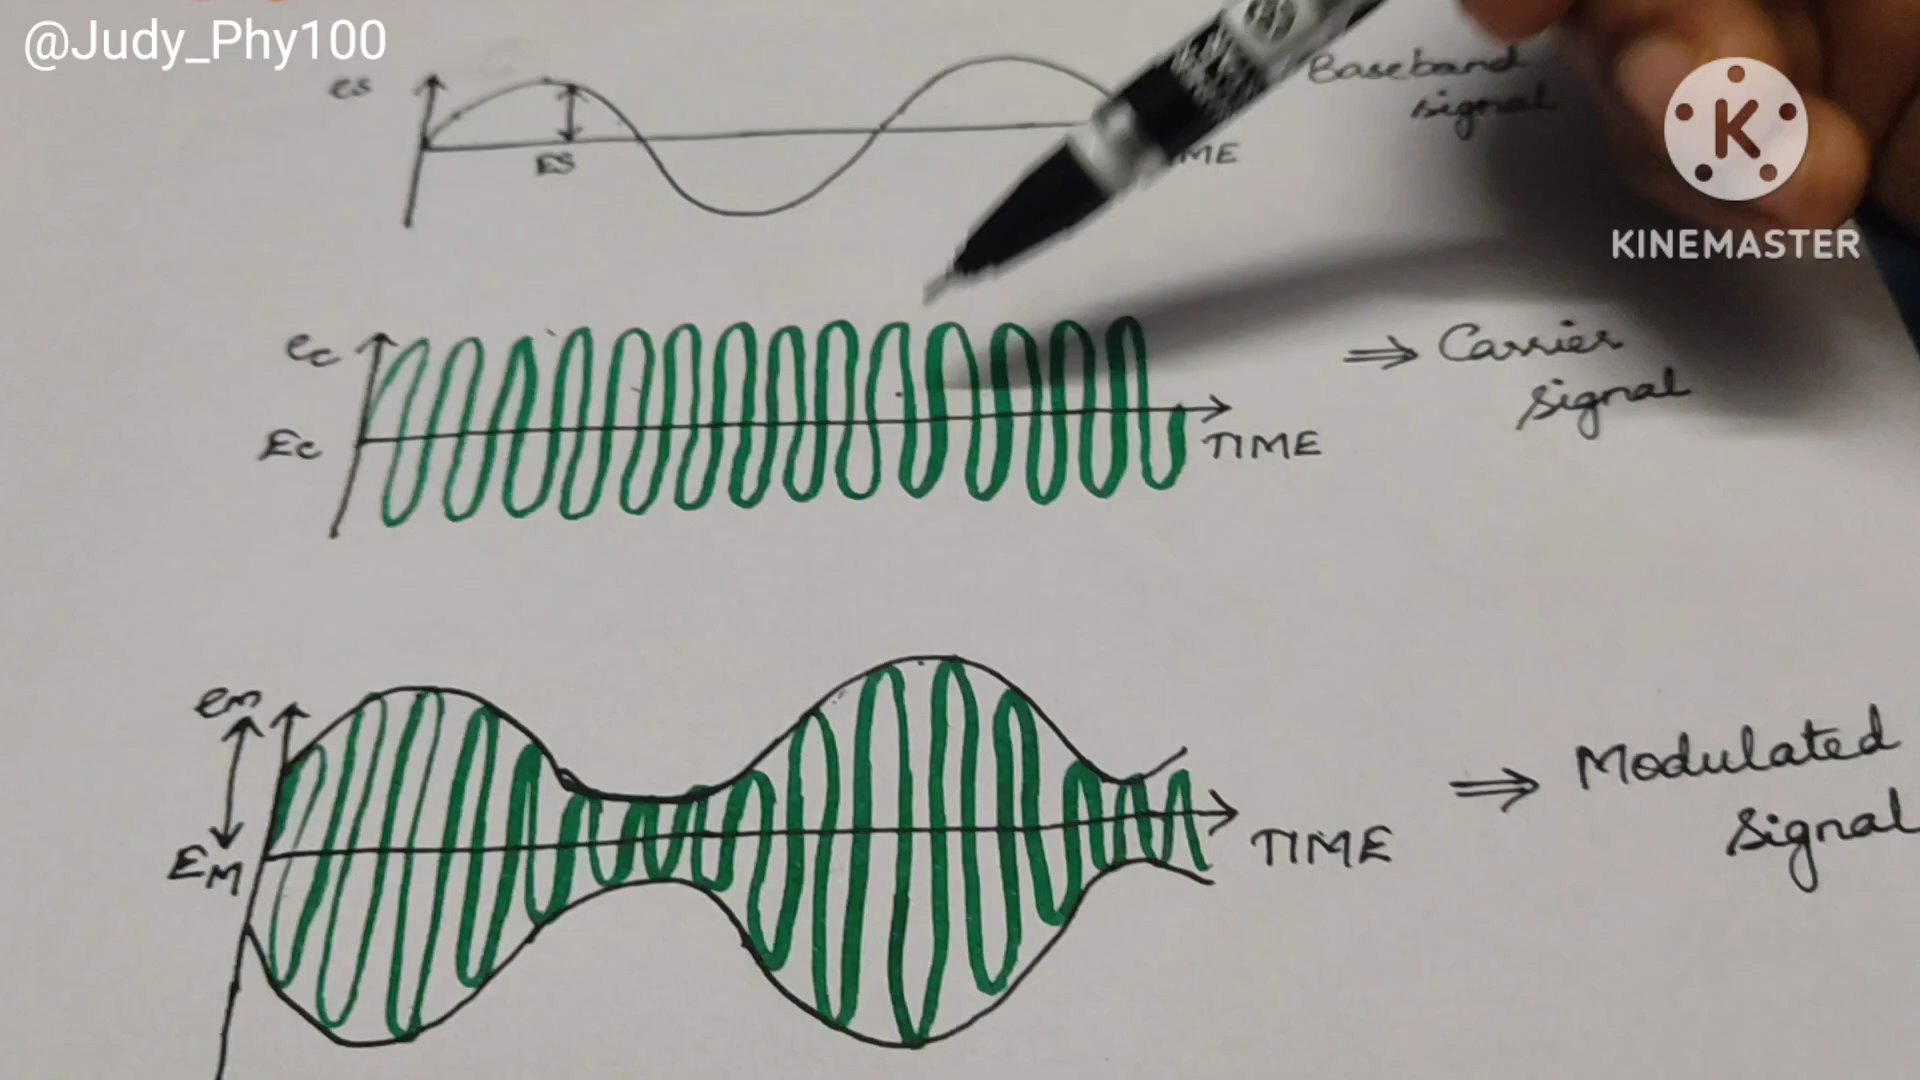 @Judy_Phy100
es
Baseband
signal
ES
ME
K
KINEMASTER
ec
Carrier
signal
Ec
TIME
em
Modulated
signal
EM
TIME